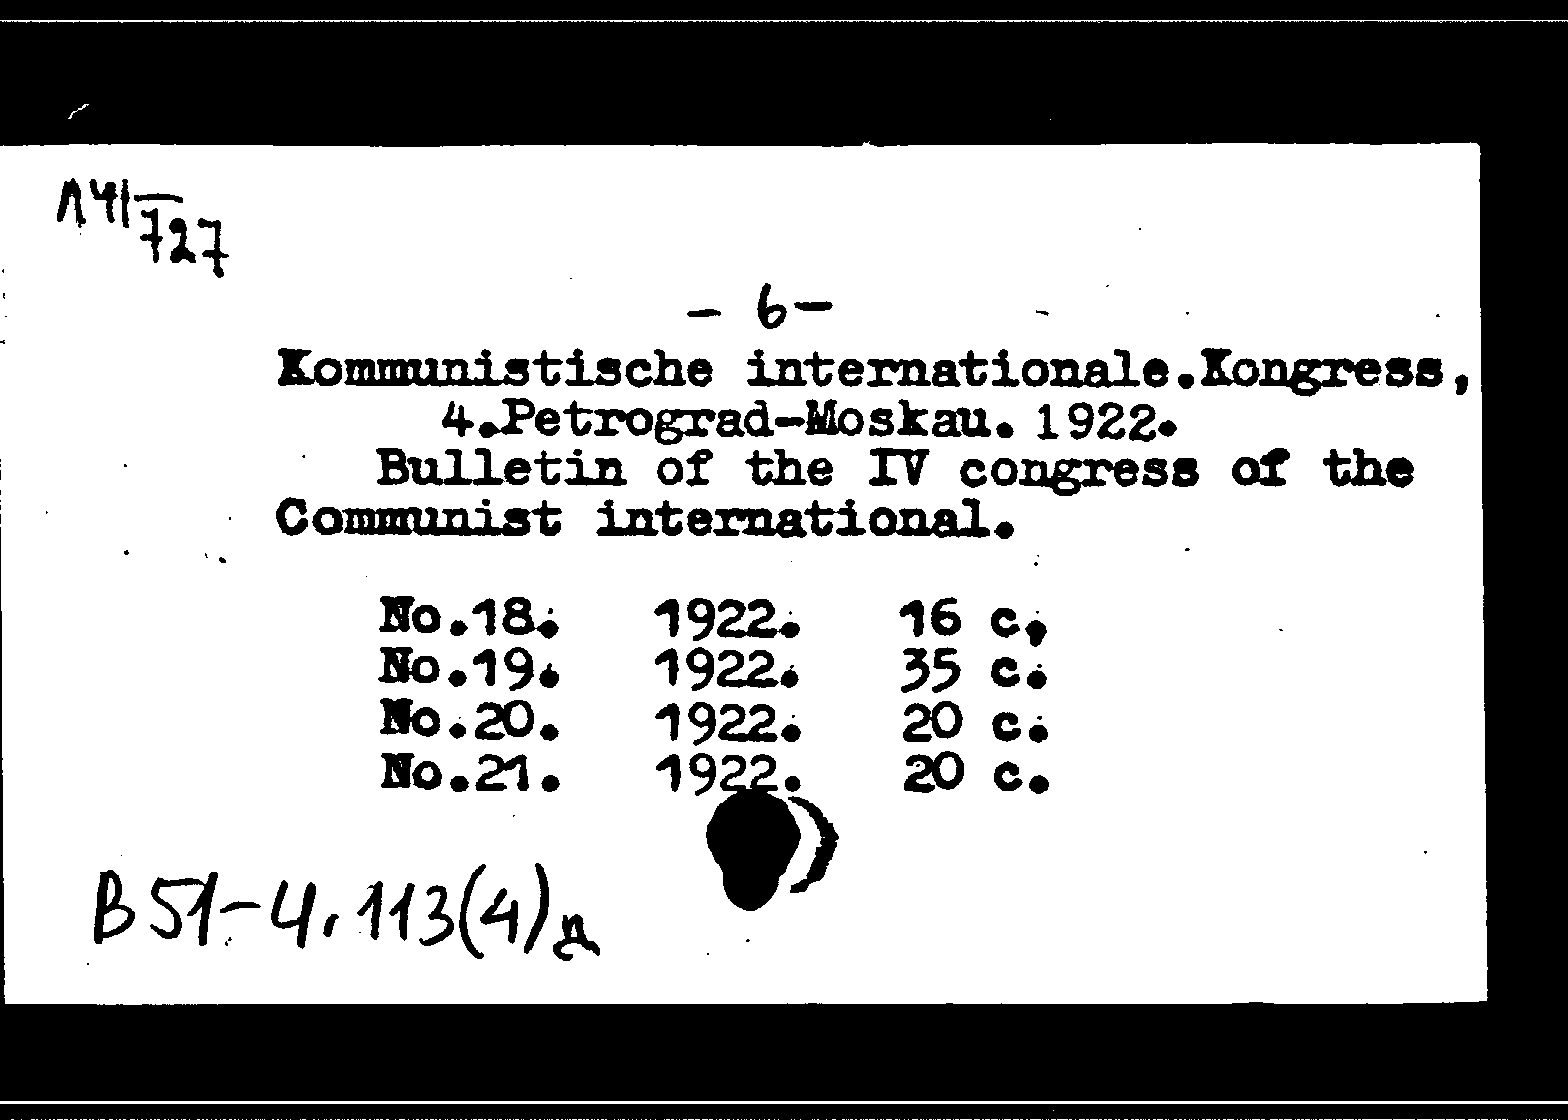 Л41/727
- 6 -
Kommunistische internationale.Kongress,
4.Petrograd-Moskau. 1922.
Bulletin of the IV congress of the
Communist international.
No.18. 1922. 16 c.
No.19. 1922. 35 c.
No.20. 1922. 20 c.
No.21. 1922. 20 c.
В 51-4.113(4)д